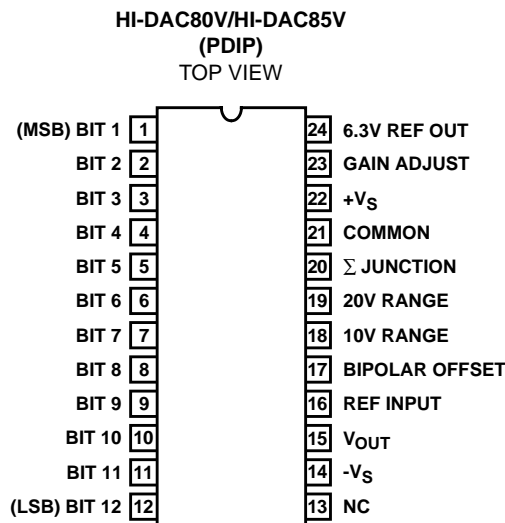 HI-DAC80V/HI-DAC85V
(PDIP)
TOP VIEW
(MSB) BIT 1 1 24 6.3V REF OUT
BIT 2 2 23 GAIN ADJUST
BIT 3 3 22 +VS
BIT 4 4 21 COMMON
BIT 5 5 20 Σ JUNCTION
BIT 6 6 19 20V RANGE
BIT 7 7 18 10V RANGE
BIT 8 8 17 BIPOLAR OFFSET
BIT 9 9 16 REF INPUT
BIT 10 10 15 VOUT
BIT 11 11 14 -VS
(LSB) BIT 12 12 13 NC